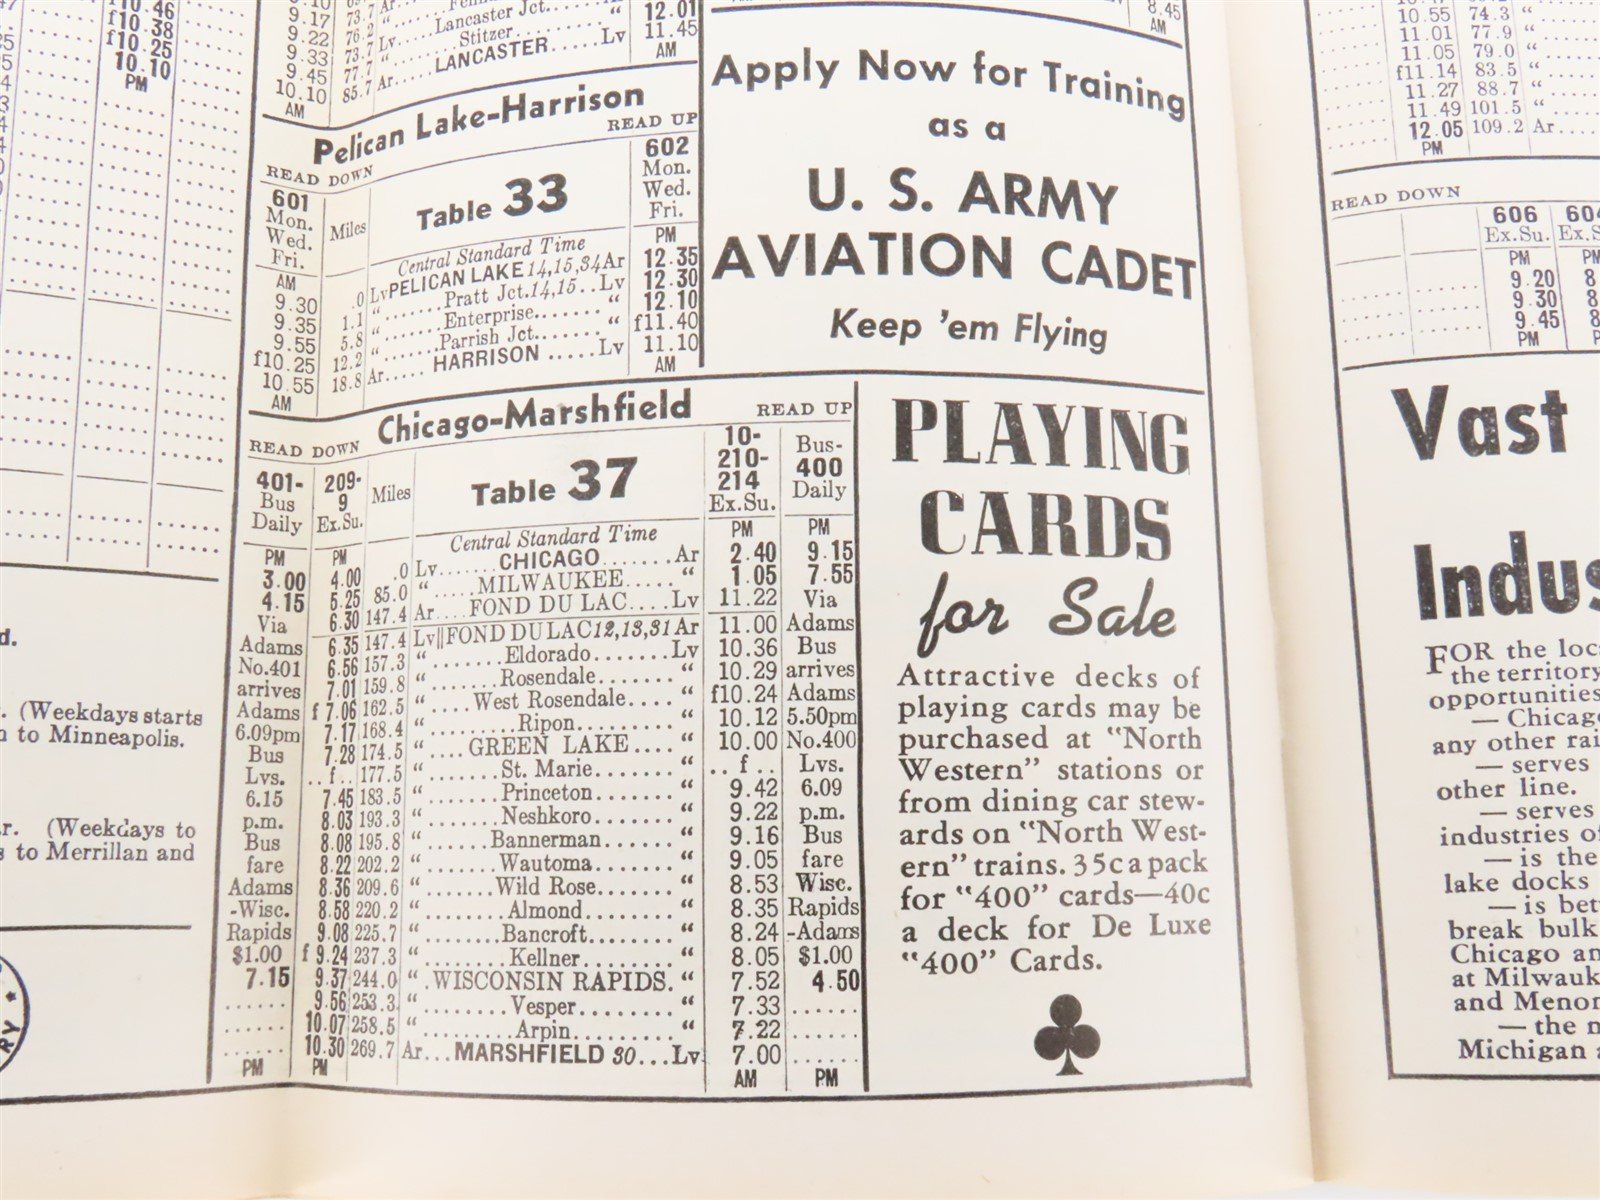 10.46
f10.38
f10.25
10.10
PM
9.17 73.7 Ar
9.22 76.2 " Lancaster Jct. " 12.01
9.33 73.7 Lv Stitzer " 11.45
9.45 77.7 "
10.10 85.7 Ar LANCASTER Lv AM
AM
Pelican Lake-Harrison
READ DOWN READ UP
601 Mon. Wed. Fri. Miles Table 33 602 Mon. Wed. Fri.
AM Central Standard Time PM
9.30 .0 Lv PELICAN LAKE 14,15,34 Ar 12.35
9.35 1.1 " Pratt Jct. 14,15 Lv 12.30
9.55 5.8 " Enterprise " 12.10
f10.25 12.2 " Parrish Jct. " f11.40
10.55 18.8 Ar HARRISON Lv 11.10
AM AM
8.45
AM
Apply Now for Training
as a
U. S. ARMY
AVIATION CADET
Keep 'em Flying
Chicago-Marshfield
READ DOWN READ UP
401- Bus Daily 209- 9 Ex.Su. Miles Table 37 10- 210- 214 Ex.Su. Bus- 400 Daily
PM PM Central Standard Time PM PM
3.00 4.00 .0 Lv CHICAGO Ar 2.40 9.15
4.15 5.25 85.0 " MILWAUKEE " 1.05 7.55
Via 6.30 147.4 Ar FOND DU LAC Lv 11.22 Via
Adams 6.35 147.4 Lv FOND DU LAC 12,13,31 Ar 11.00 Adams
No.401 6.56 157.3 " Eldorado Lv 10.36 Bus
arrives 7.01 159.8 " Rosendale " 10.29 arrives
Adams f 7.06 162.5 " West Rosendale " f10.24 Adams
6.09pm 7.17 168.4 " Ripon " 10.12 5.50pm
Bus 7.28 174.5 " GREEN LAKE " 10.00 No.400
Lvs. ..f.. 177.5 " St. Marie " ..f.. Lvs.
6.15 7.45 183.5 " Princeton " 9.42 6.09
p.m. 8.03 193.3 " Neshkoro " 9.22 p.m.
Bus 8.08 195.8 " Bannerman " 9.16 Bus
fare 8.22 202.2 " Wautoma " 9.05 fare
Adams 8.36 209.6 " Wild Rose " 8.53 Wisc.
-Wisc. 8.58 220.2 " Almond " 8.35 Rapids
Rapids 9.08 225.7 " Bancroft " 8.24 -Adams
$1.00 f 9.24 237.3 " Kellner " 8.05 $1.00
7.15 9.37 244.0 " WISCONSIN RAPIDS. " 7.52 4.50
9.56 253.3 " Vesper " 7.33
10.07 258.5 " Arpin " 7.22
10.30 269.7 Ar MARSHFIELD 30 Lv 7.00
PM PM AM PM
PLAYING
CARDS
for Sale
Attractive decks of
playing cards may be
purchased at "North
Western" stations or
from dining car stew-
ards on "North West-
ern" trains. 35c a pack
for "400" cards—40c
a deck for De Luxe
"400" Cards.
(Weekdays starts
to Minneapolis.
(Weekdays to
to Merrillan and
RY
10.55 74.3 "
11.01 77.9 "
11.05 79.0 "
f11.14 83.5 "
11.27 88.7 "
11.49 101.5 "
12.05 109.2 Ar
PM
READ DOWN
606
Ex.Su.
PM
9.20
9.30
9.45
PM
Vast
FOR the
the territory
opportunities
— Chicago
any other
— serves
other line.
— serves
industries
— is the
lake docks
— is
break bulk
Chicago
at
and
— the
Michigan